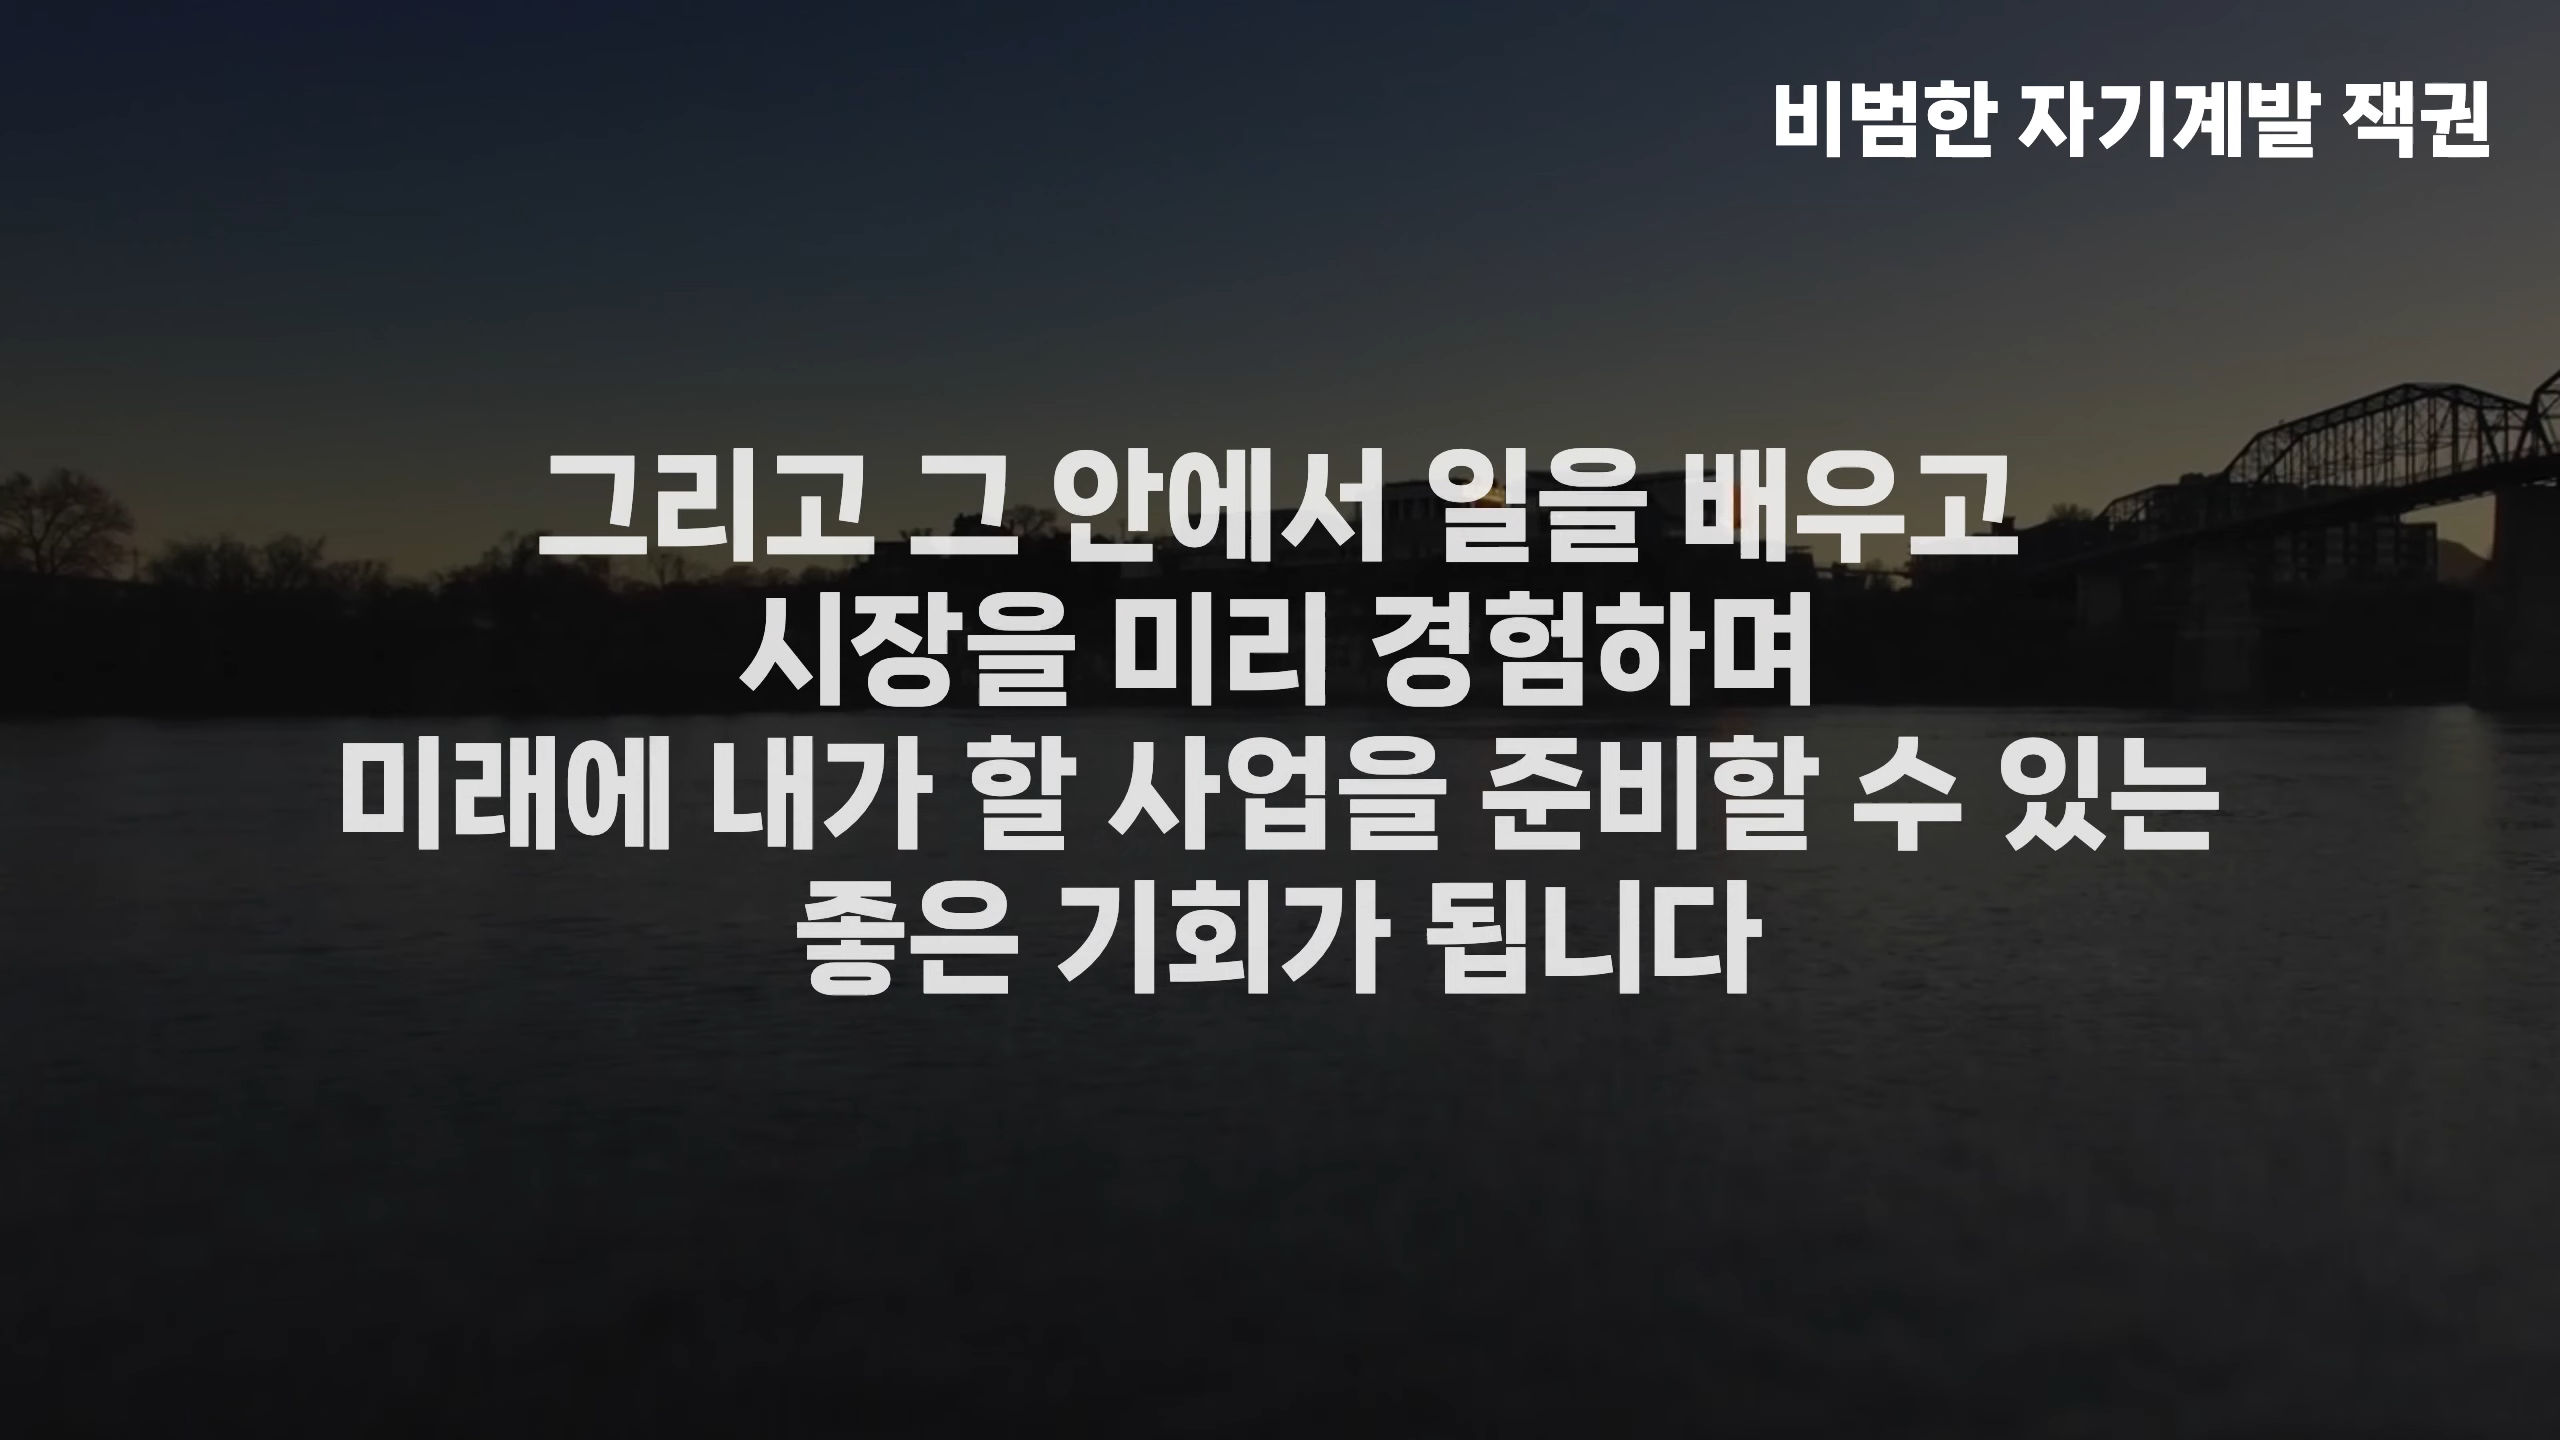 비범한 자기계발 잭권
그리고 그 안에서 일을 배우고
시장을 미리 경험하며
미래에 내가 할 사업을 준비할 수 있는
좋은 기회가 됩니다